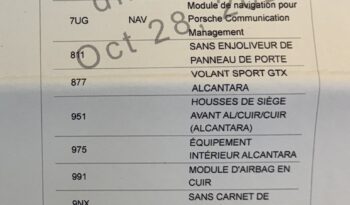 Module de navigation pour
7UG NAV Porsche Communication
Management
Oct 28,
811 SANS ENJOLIVEUR DE
PANNEAU DE PORTE
877 VOLANT SPORT GTX
ALCANTARA
HOUSSES DE SIÈGE
951 AVANT AL/CUIR/CUIR
(ALCANTARA)
975 ÉQUIPEMENT
INTÉRIEUR ALCANTARA
991 MODULE D'AIRBAG EN
CUIR
9NX SANS CARNET DE